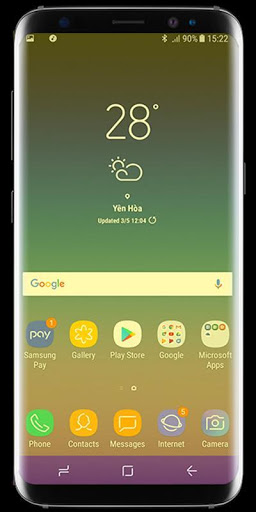 90% 15:22
28°
Yên Hòa
Updated 3/5 12:04
Google
pay 1
Samsung Pay
Gallery
Play Store
Google
Microsoft Apps
5
Phone
Contacts
Messages
Internet
Camera